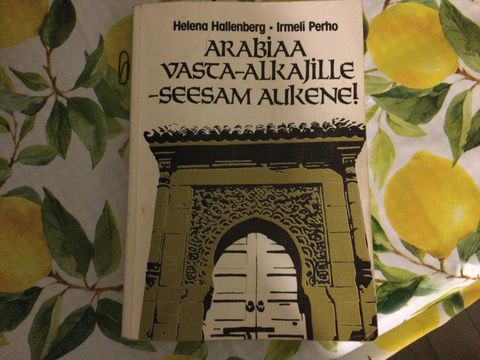 Helena Hallenberg • Irmeli Perho
ARABIAA
VASTA-ALKAJILLE
-SEESAM AUKENE!